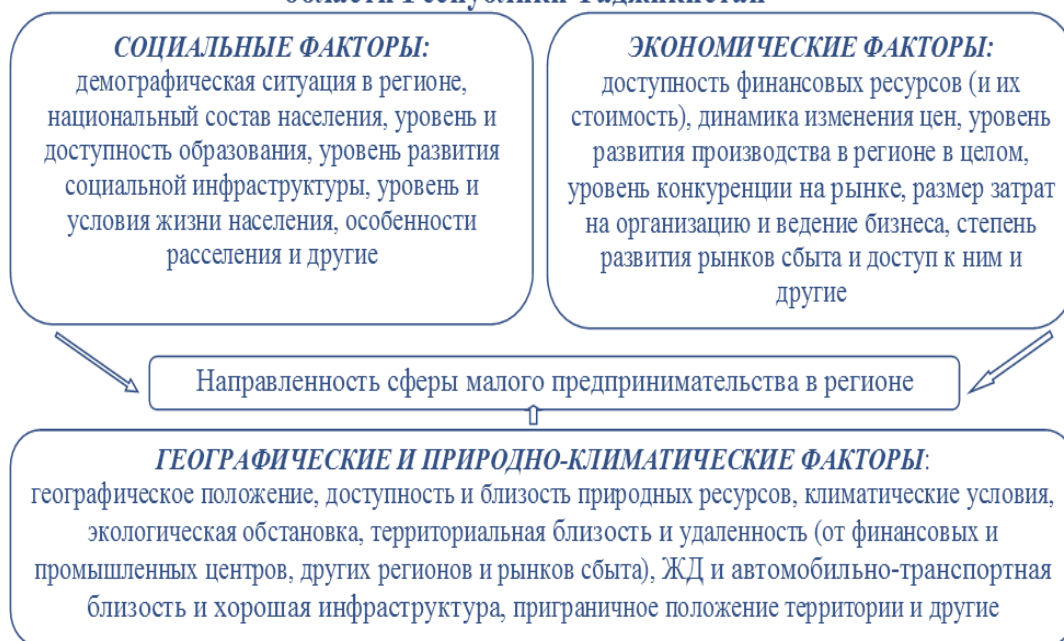 области Республики Таджикистан
СОЦИАЛЬНЫЕ ФАКТОРЫ:
демографическая ситуация в регионе,
национальный состав населения, уровень и
доступность образования, уровень развития
социальной инфраструктуры, уровень и
условия жизни населения, особенности
расселения и другие
ЭКОНОМИЧЕСКИЕ ФАКТОРЫ:
доступность финансовых ресурсов (и их
стоимость), динамика изменения цен, уровень
развития производства в регионе в целом,
уровень конкуренции на рынке, размер затрат
на организацию и ведение бизнеса, степень
развития рынков сбыта и доступ к ним и
другие
Направленность сферы малого предпринимательства в регионе
ГЕОГРАФИЧЕСКИЕ И ПРИРОДНО-КЛИМАТИЧЕСКИЕ ФАКТОРЫ:
географическое положение, доступность и близость природных ресурсов, климатические условия,
экологическая обстановка, территориальная близость и удаленность (от финансовых и
промышленных центров, других регионов и рынков сбыта), ЖД и автомобильно-транспортная
близость и хорошая инфраструктура, приграничное положение территории и другие